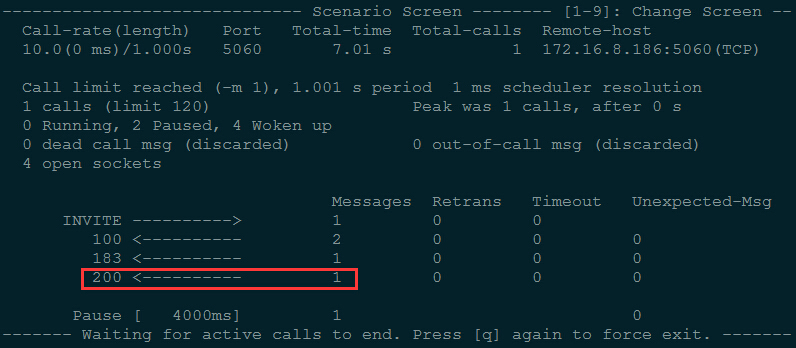 ------------------------------ Scenario Screen -------- [1-9]: Change Screen --
Call-rate(length)   Port   Total-time  Total-calls  Remote-host
10.0(0 ms)/1.000s   5060       7.01 s            1  172.16.8.186:5060(TCP)
Call limit reached (-m 1), 1.001 s period  1 ms scheduler resolution
1 calls (limit 120)                    Peak was 1 calls, after 0 s
0 Running, 2 Paused, 4 Woken up
0 dead call msg (discarded)            0 out-of-call msg (discarded)
4 open sockets
Messages  Retrans   Timeout   Unexpected-Msg
INVITE ---------->         1         0         0
100 <----------         2         0         0         0
183 <----------         1         0         0         0
200 <----------         1         0         0         0
Pause [   4000ms]         1                             0
------- Waiting for active calls to end. Press [q] again to force exit. -------